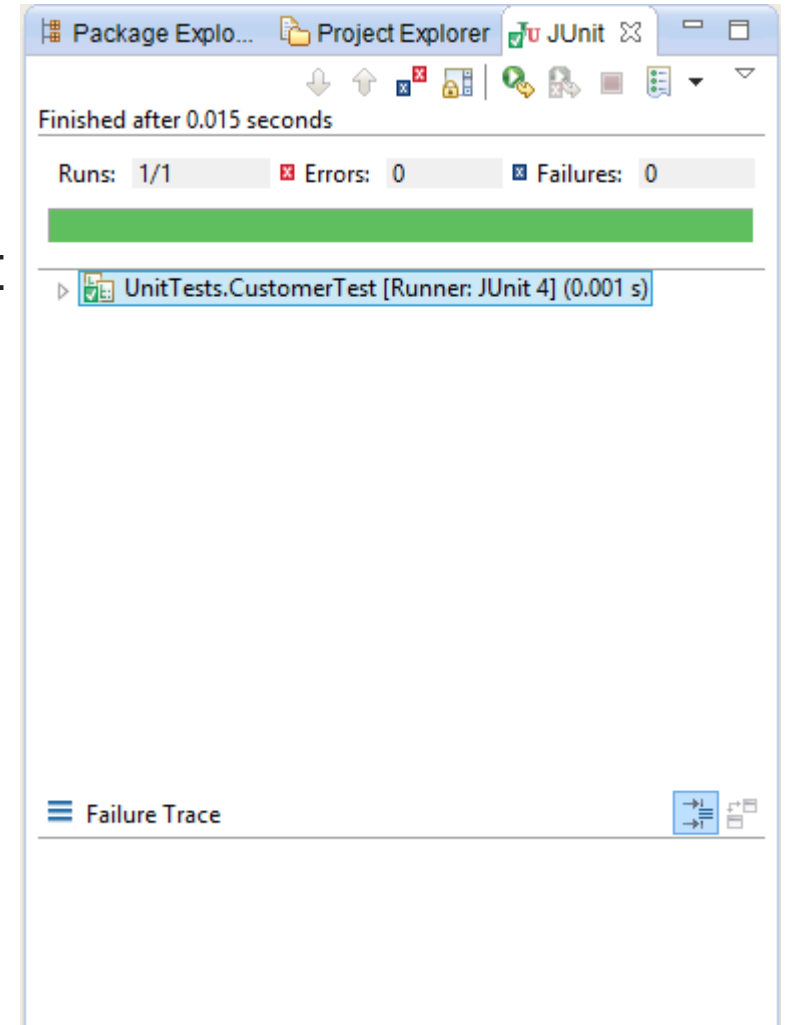 Package Explo... Project Explorer JUnit
Finished after 0.015 seconds
Runs: 1/1 Errors: 0 Failures: 0
UnitTests.CustomerTest [Runner: JUnit 4] (0.001 s)
Failure Trace